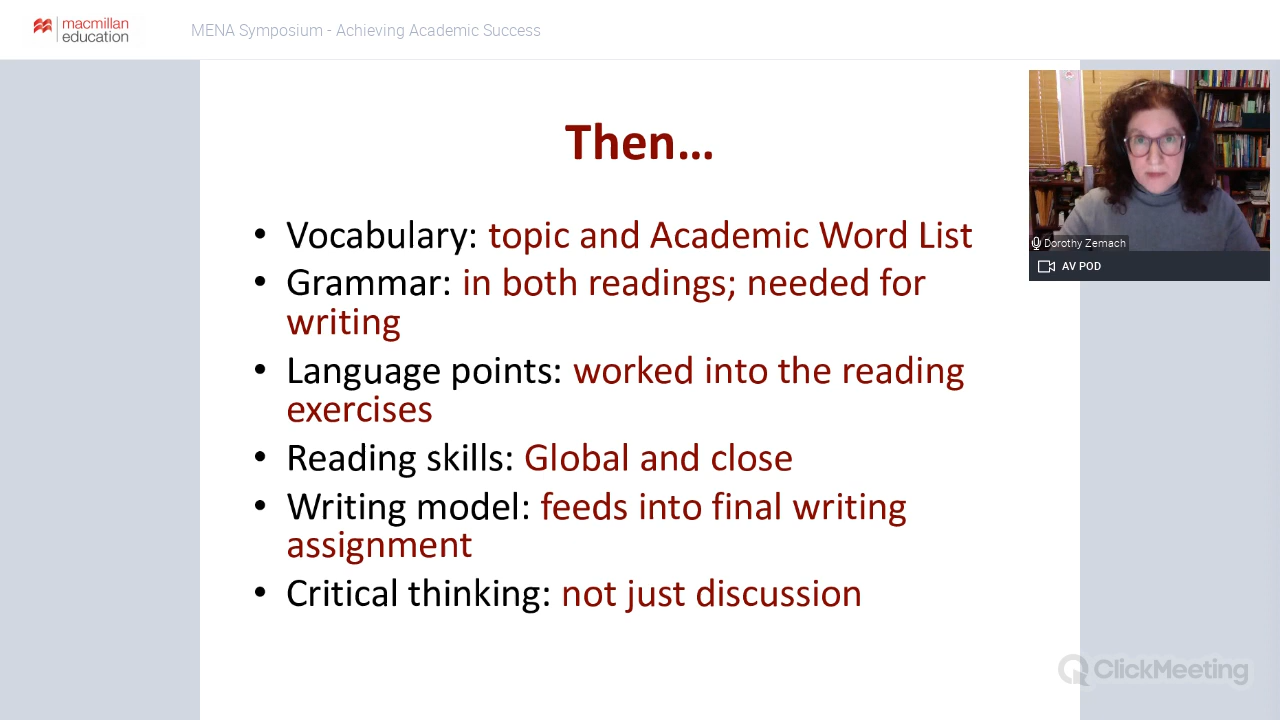 macmillan
education
MENA Symposium - Achieving Academic Success
Then…
• Vocabulary: topic and Academic Word List
• Grammar: in both readings; needed for
writing
• Language points: worked into the reading
exercises
• Reading skills: Global and close
• Writing model: feeds into final writing
assignment
• Critical thinking: not just discussion
Dorothy Zemach
AV POD
ClickMeeting